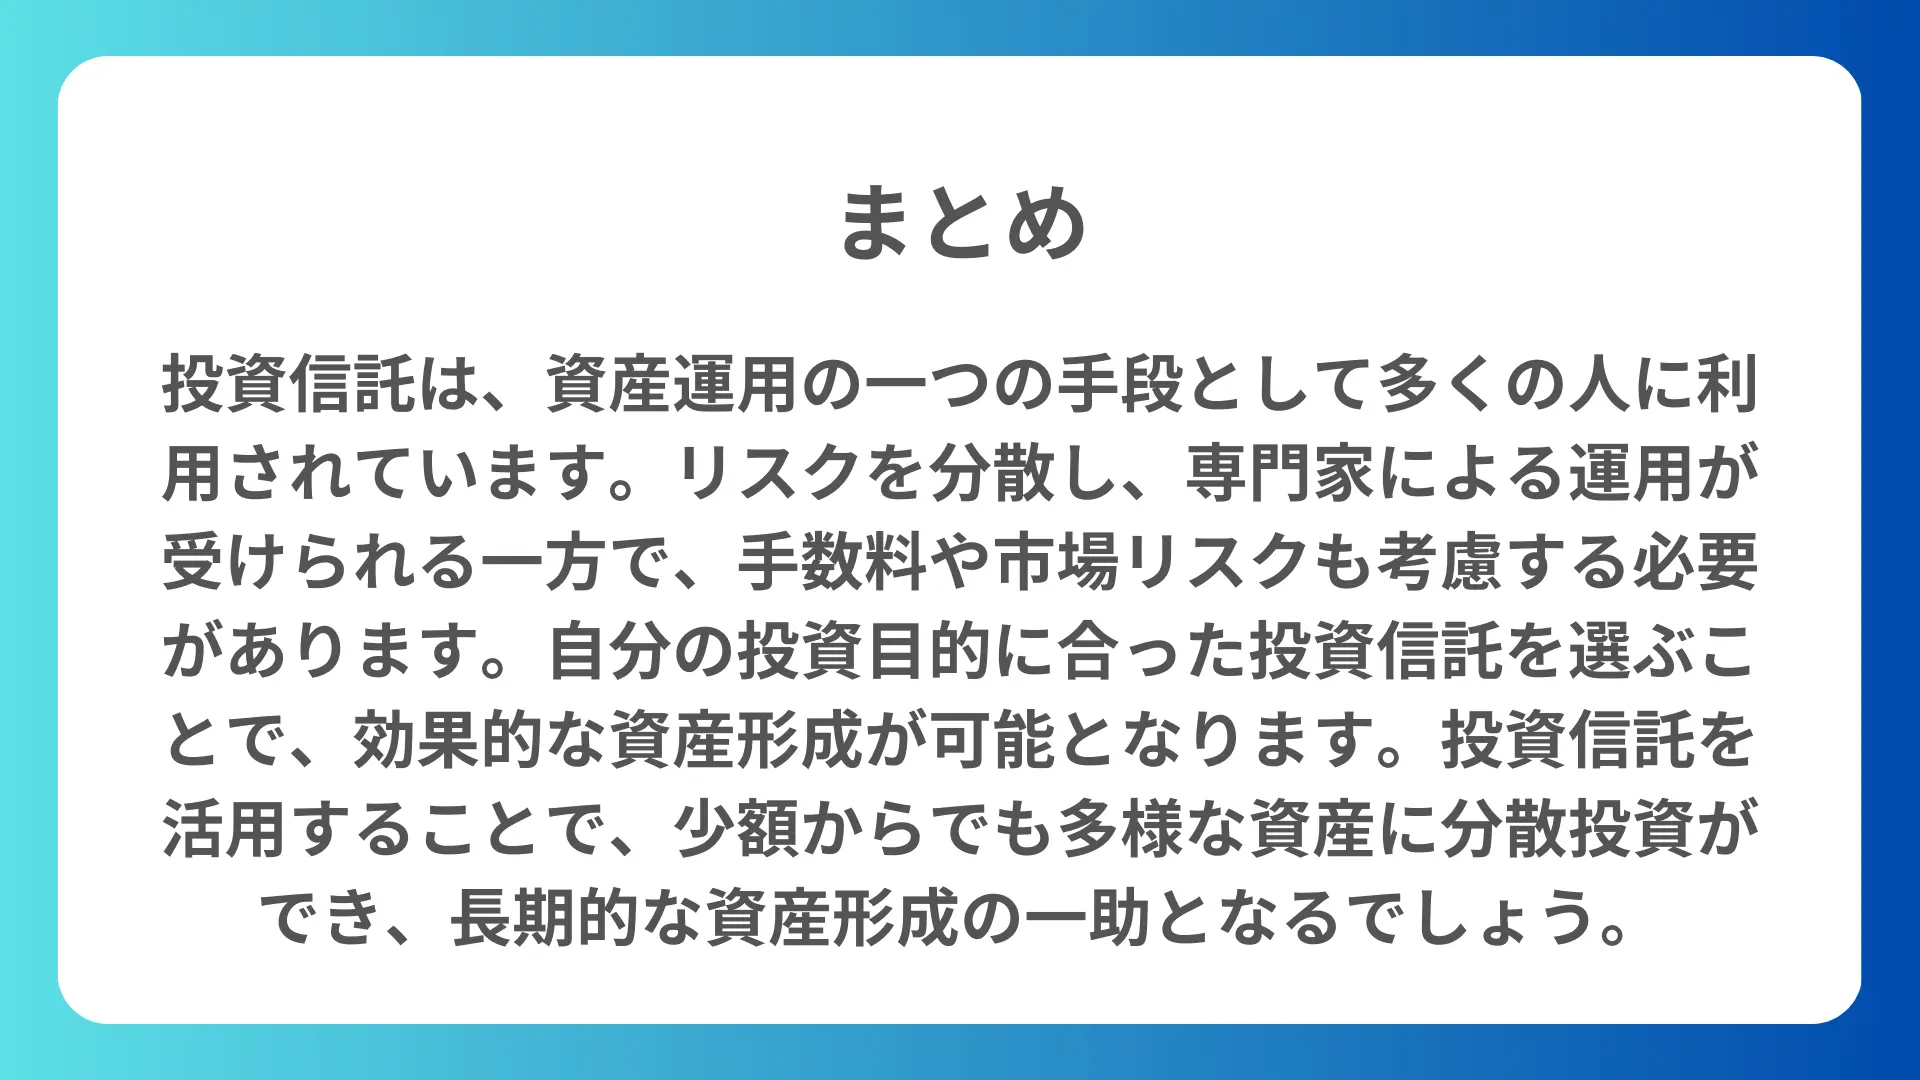 まとめ
投資信託は、資産運用の一つの手段として多くの人に利
用されています。リスクを分散し、専門家による運用が
受けられる一方で、手数料や市場リスクも考慮する必要
があります。自分の投資目的に合った投資信託を選ぶこ
とで、効果的な資産形成が可能となります。投資信託を
活用することで、少額からでも多様な資産に分散投資が
でき、長期的な資産形成の一助となるでしょう。